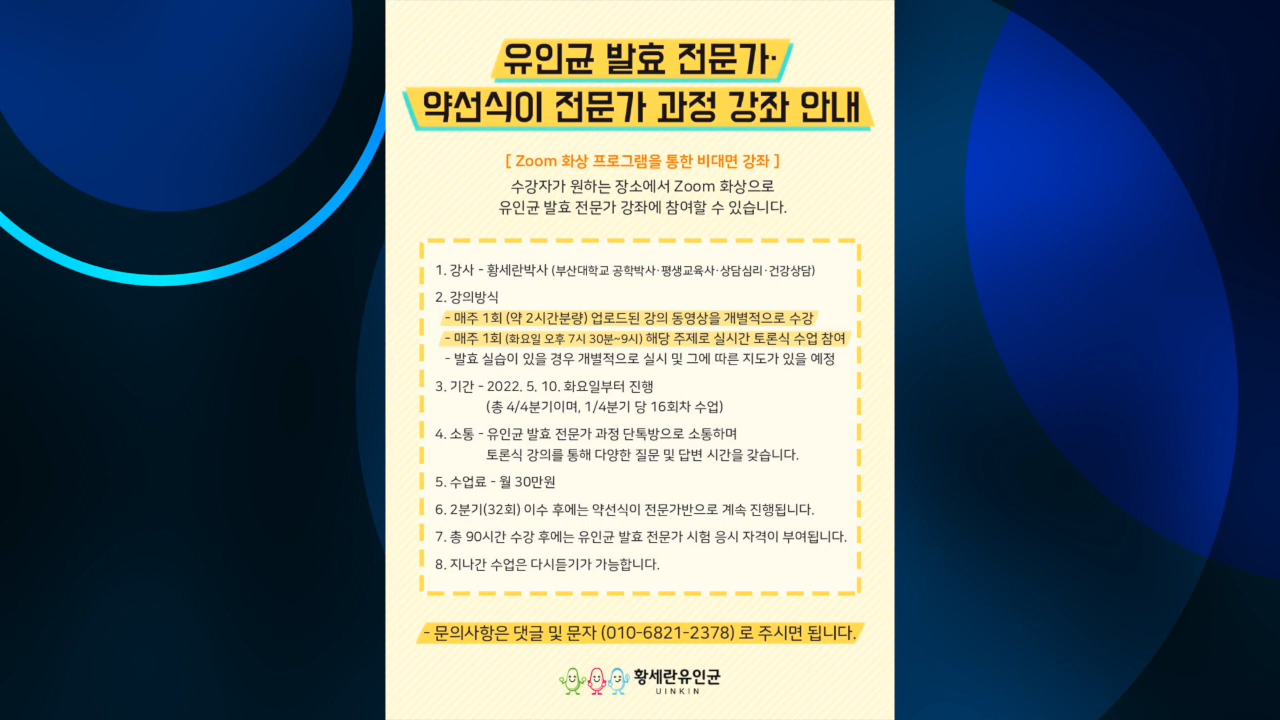 유인균 발효 전문가·
약선식이 전문가 과정 강좌 안내
[ Zoom 화상 프로그램을 통한 비대면 강좌 ]
수강자가 원하는 장소에서 Zoom 화상으로
유인균 발효 전문가 강좌에 참여할 수 있습니다.
1. 강사 - 황세란박사 (부산대학교 공학박사·평생교육사·상담심리·건강상담)
2. 강의방식
- 매주 1회 (약 2시간분량) 업로드된 강의 동영상을 개별적으로 수강
- 매주 1회 (화요일 오후 7시 30분~9시) 해당 주제로 실시간 토론식 수업 참여
- 발효 실습이 있을 경우 개별적으로 실시 및 그에 따른 지도가 있을 예정
3. 기간 - 2022. 5. 10. 화요일부터 진행
(총 4/4분기이며, 1/4분기 당 16회차 수업)
4. 소통 - 유인균 발효 전문가 과정 단톡방으로 소통하며
토론식 강의를 통해 다양한 질문 및 답변 시간을 갖습니다.
5. 수업료 - 월 30만원
6. 2분기(32회) 이수 후에는 약선식이 전문가반으로 계속 진행됩니다.
7. 총 90시간 수강 후에는 유인균 발효 전문가 시험 응시 자격이 부여됩니다.
8. 지나간 수업은 다시듣기가 가능합니다.
- 문의사항은 댓글 및 문자 (010-6821-2378) 로 주시면 됩니다.
황세란유인균
UINKIN